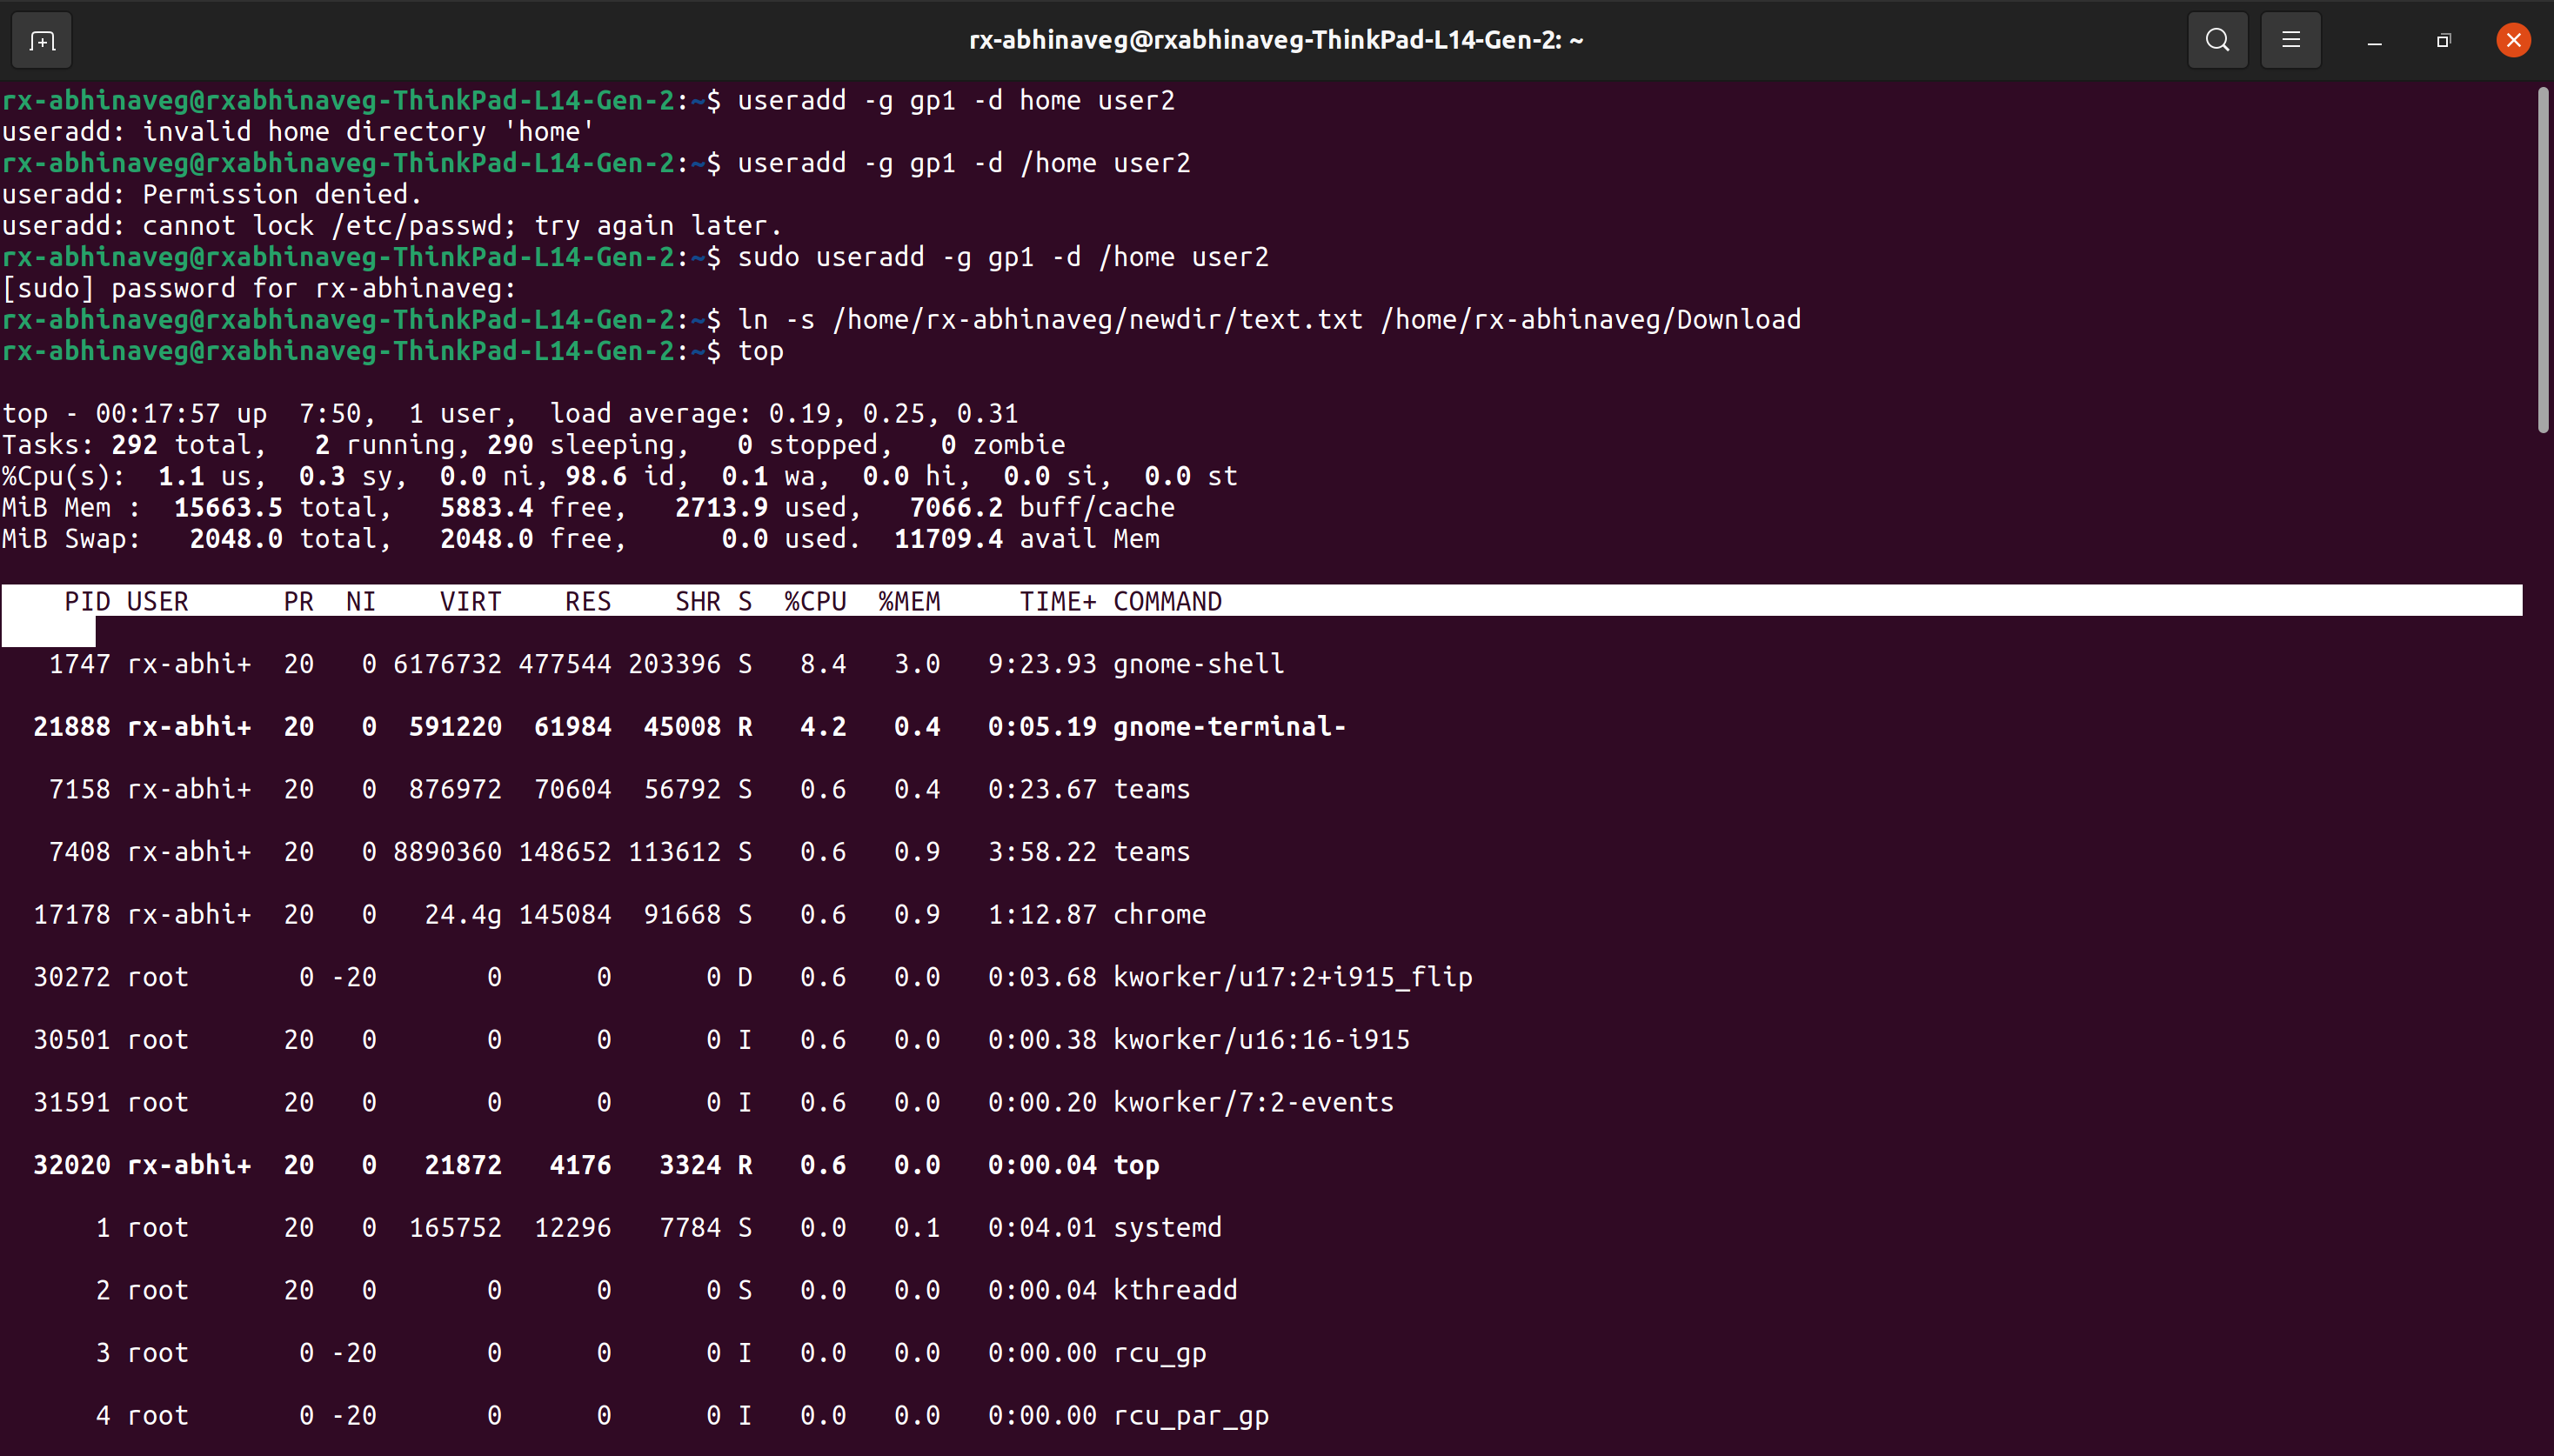 rx-abhinaveg@rxabhinaveg-ThinkPad-L14-Gen-2: ~
rx-abhinaveg@rxabhinaveg-ThinkPad-L14-Gen-2:~$ useradd -g gp1 -d home user2
useradd: invalid home directory 'home'
rx-abhinaveg@rxabhinaveg-ThinkPad-L14-Gen-2:~$ useradd -g gp1 -d /home user2
useradd: Permission denied.
useradd: cannot lock /etc/passwd; try again later.
rx-abhinaveg@rxabhinaveg-ThinkPad-L14-Gen-2:~$ sudo useradd -g gp1 -d /home user2
[sudo] password for rx-abhinaveg:
rx-abhinaveg@rxabhinaveg-ThinkPad-L14-Gen-2:~$ ln -s /home/rx-abhinaveg/newdir/text.txt /home/rx-abhinaveg/Download
rx-abhinaveg@rxabhinaveg-ThinkPad-L14-Gen-2:~$ top
top - 00:17:57 up  7:50,  1 user,  load average: 0.19, 0.25, 0.31
Tasks: 292 total,   2 running, 290 sleeping,   0 stopped,   0 zombie
%Cpu(s):  1.1 us,  0.3 sy,  0.0 ni, 98.6 id,  0.1 wa,  0.0 hi,  0.0 si,  0.0 st
MiB Mem :  15663.5 total,   5883.4 free,   2713.9 used,   7066.2 buff/cache
MiB Swap:   2048.0 total,   2048.0 free,      0.0 used.  11709.4 avail Mem
PID USER      PR  NI    VIRT    RES    SHR S  %CPU  %MEM     TIME+ COMMAND
1747 rx-abhi+  20   0 6176732 477544 203396 S   8.4   3.0   9:23.93 gnome-shell
21888 rx-abhi+  20   0  591220  61984  45008 R   4.2   0.4   0:05.19 gnome-terminal-
7158 rx-abhi+  20   0  876972  70604  56792 S   0.6   0.4   0:23.67 teams
7408 rx-abhi+  20   0 8890360 148652 113612 S   0.6   0.9   3:58.22 teams
17178 rx-abhi+  20   0   24.4g 145084  91668 S   0.6   0.9   1:12.87 chrome
30272 root       0 -20       0      0      0 D   0.6   0.0   0:03.68 kworker/u17:2+i915_flip
30501 root      20   0       0      0      0 I   0.6   0.0   0:00.38 kworker/u16:16-i915
31591 root      20   0       0      0      0 I   0.6   0.0   0:00.20 kworker/7:2-events
32020 rx-abhi+  20   0   21872   4176   3324 R   0.6   0.0   0:00.04 top
1 root      20   0  165752  12296   7784 S   0.0   0.1   0:04.01 systemd
2 root      20   0       0      0      0 S   0.0   0.0   0:00.04 kthreadd
3 root       0 -20       0      0      0 I   0.0   0.0   0:00.00 rcu_gp
4 root       0 -20       0      0      0 I   0.0   0.0   0:00.00 rcu_par_gp